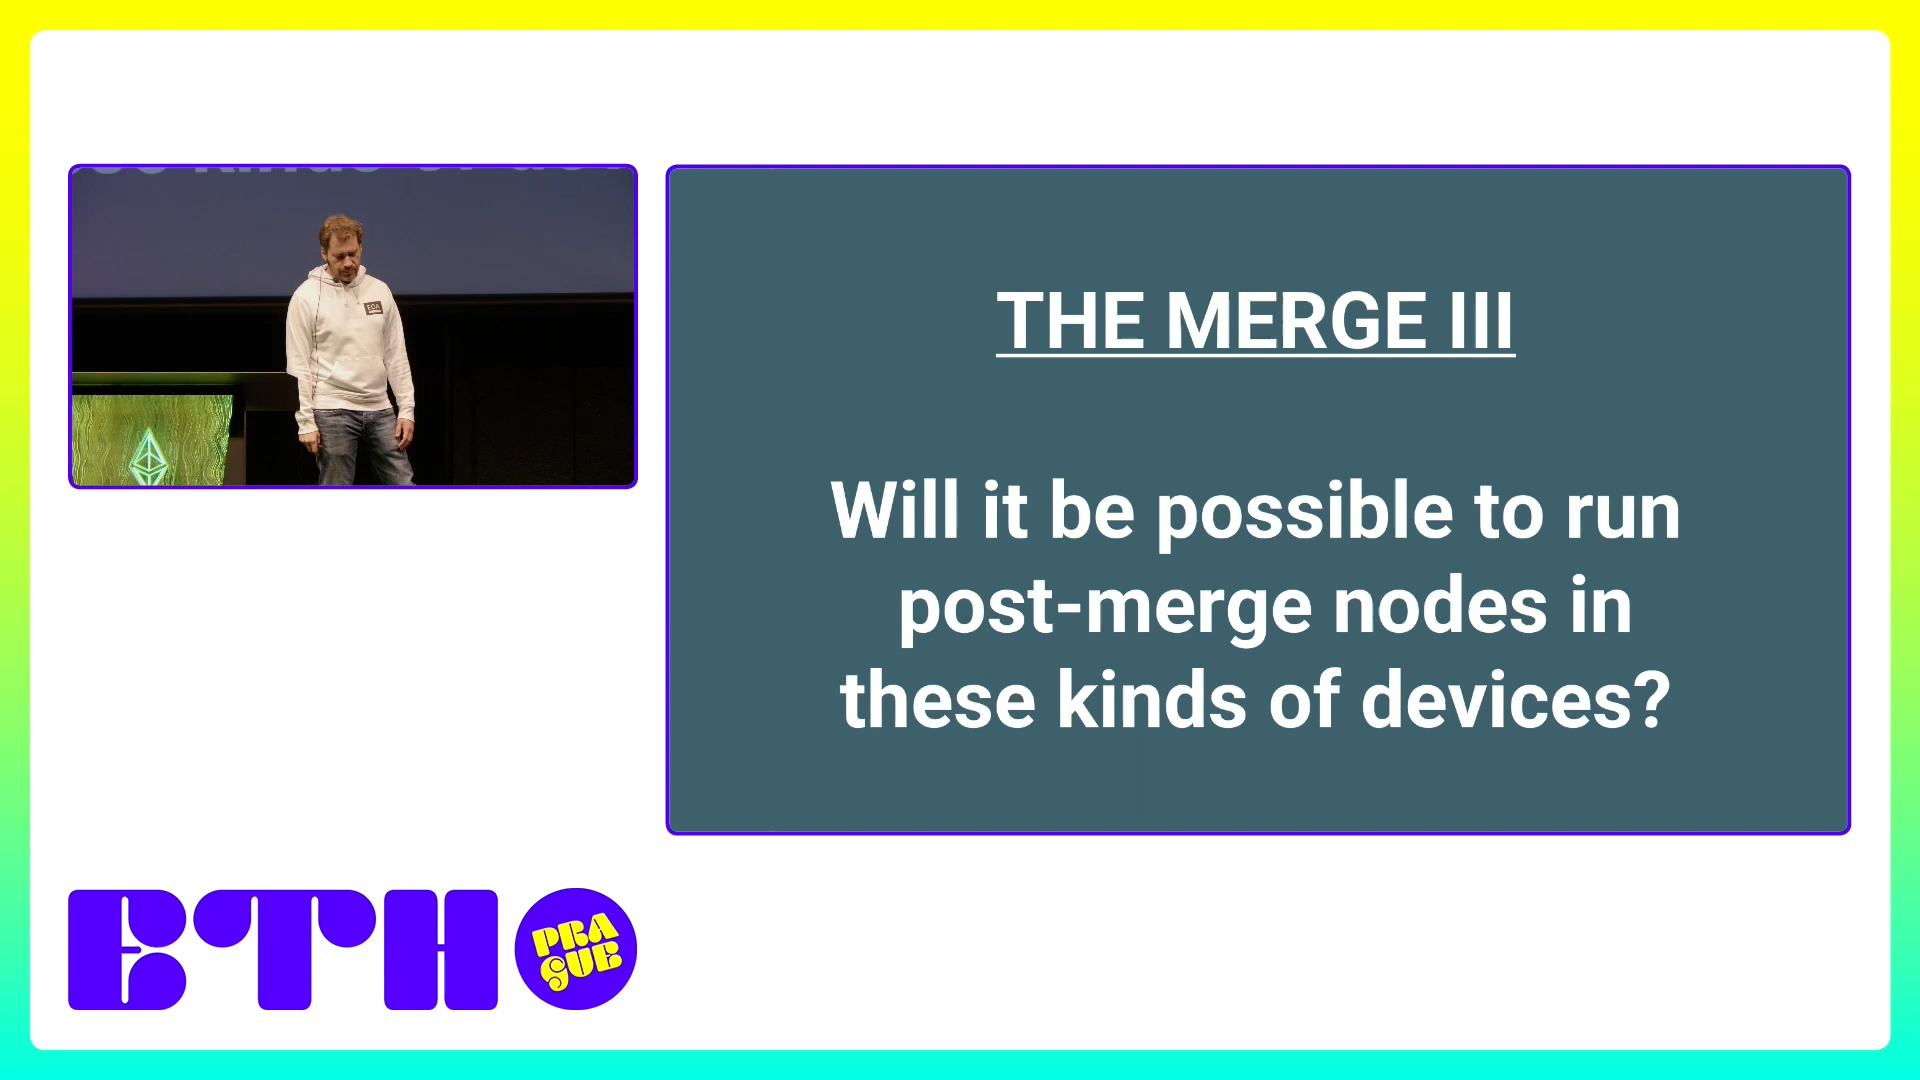 THE MERGE III
Will it be possible to run
post-merge nodes in
these kinds of devices?
ETH
PRA
GUE